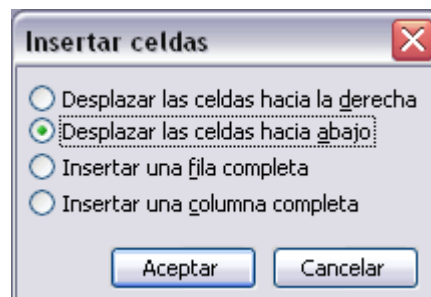 Insertar celdas
Desplazar las celdas hacia la derecha
Desplazar las celdas hacia abajo
Insertar una fila completa
Insertar una columna completa
Aceptar Cancelar